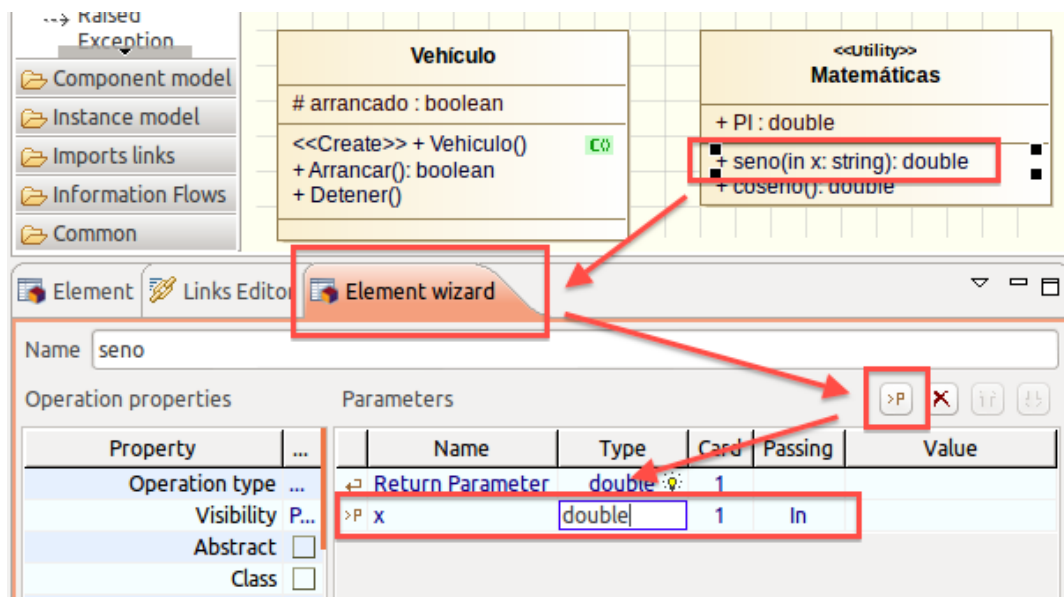 Raised
Exception
Component model
Instance model
Imports links
Information Flows
Common
Vehículo
# arrancado : boolean
<<Create>> + Vehiculo()
+ Arrancar(): boolean
+ Detener()
<<Utility>>
Matemáticas
+ PI : double
+ seno(in x: string): double
+ coseno(): double
Element
Links Editor
Element wizard
Name seno
Operation properties
Parameters
>P
Property ...
Operation type ...
Visibility P...
Abstract
Class
Name Type Card Passing Value
Return Parameter double 1
>P x double 1 In